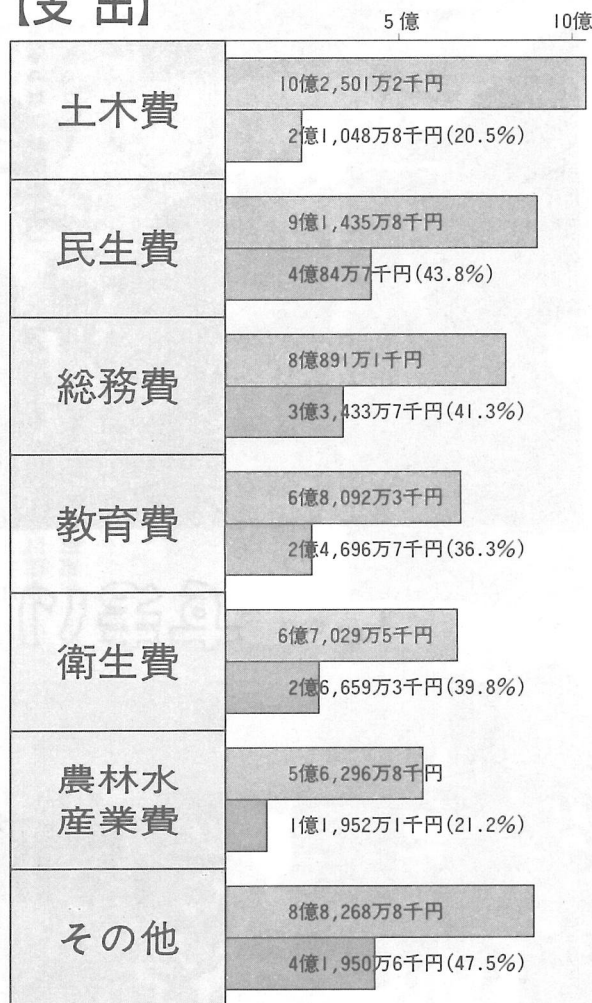 【支出】
5億 10億
土木費
10億2,501万2千円
2億1,048万8千円(20.5%)
民生費
9億1,435万8千円
4億84万7千円(43.8%)
総務費
8億891万1千円
3億3,433万7千円(41.3%)
教育費
6億8,092万3千円
2億4,696万7千円(36.3%)
衛生費
6億7,029万5千円
2億6,659万3千円(39.8%)
農林水
産業費
5億6,296万8千円
1億1,952万1千円(21.2%)
その他
8億8,268万8千円
4億1,950万6千円(47.5%)